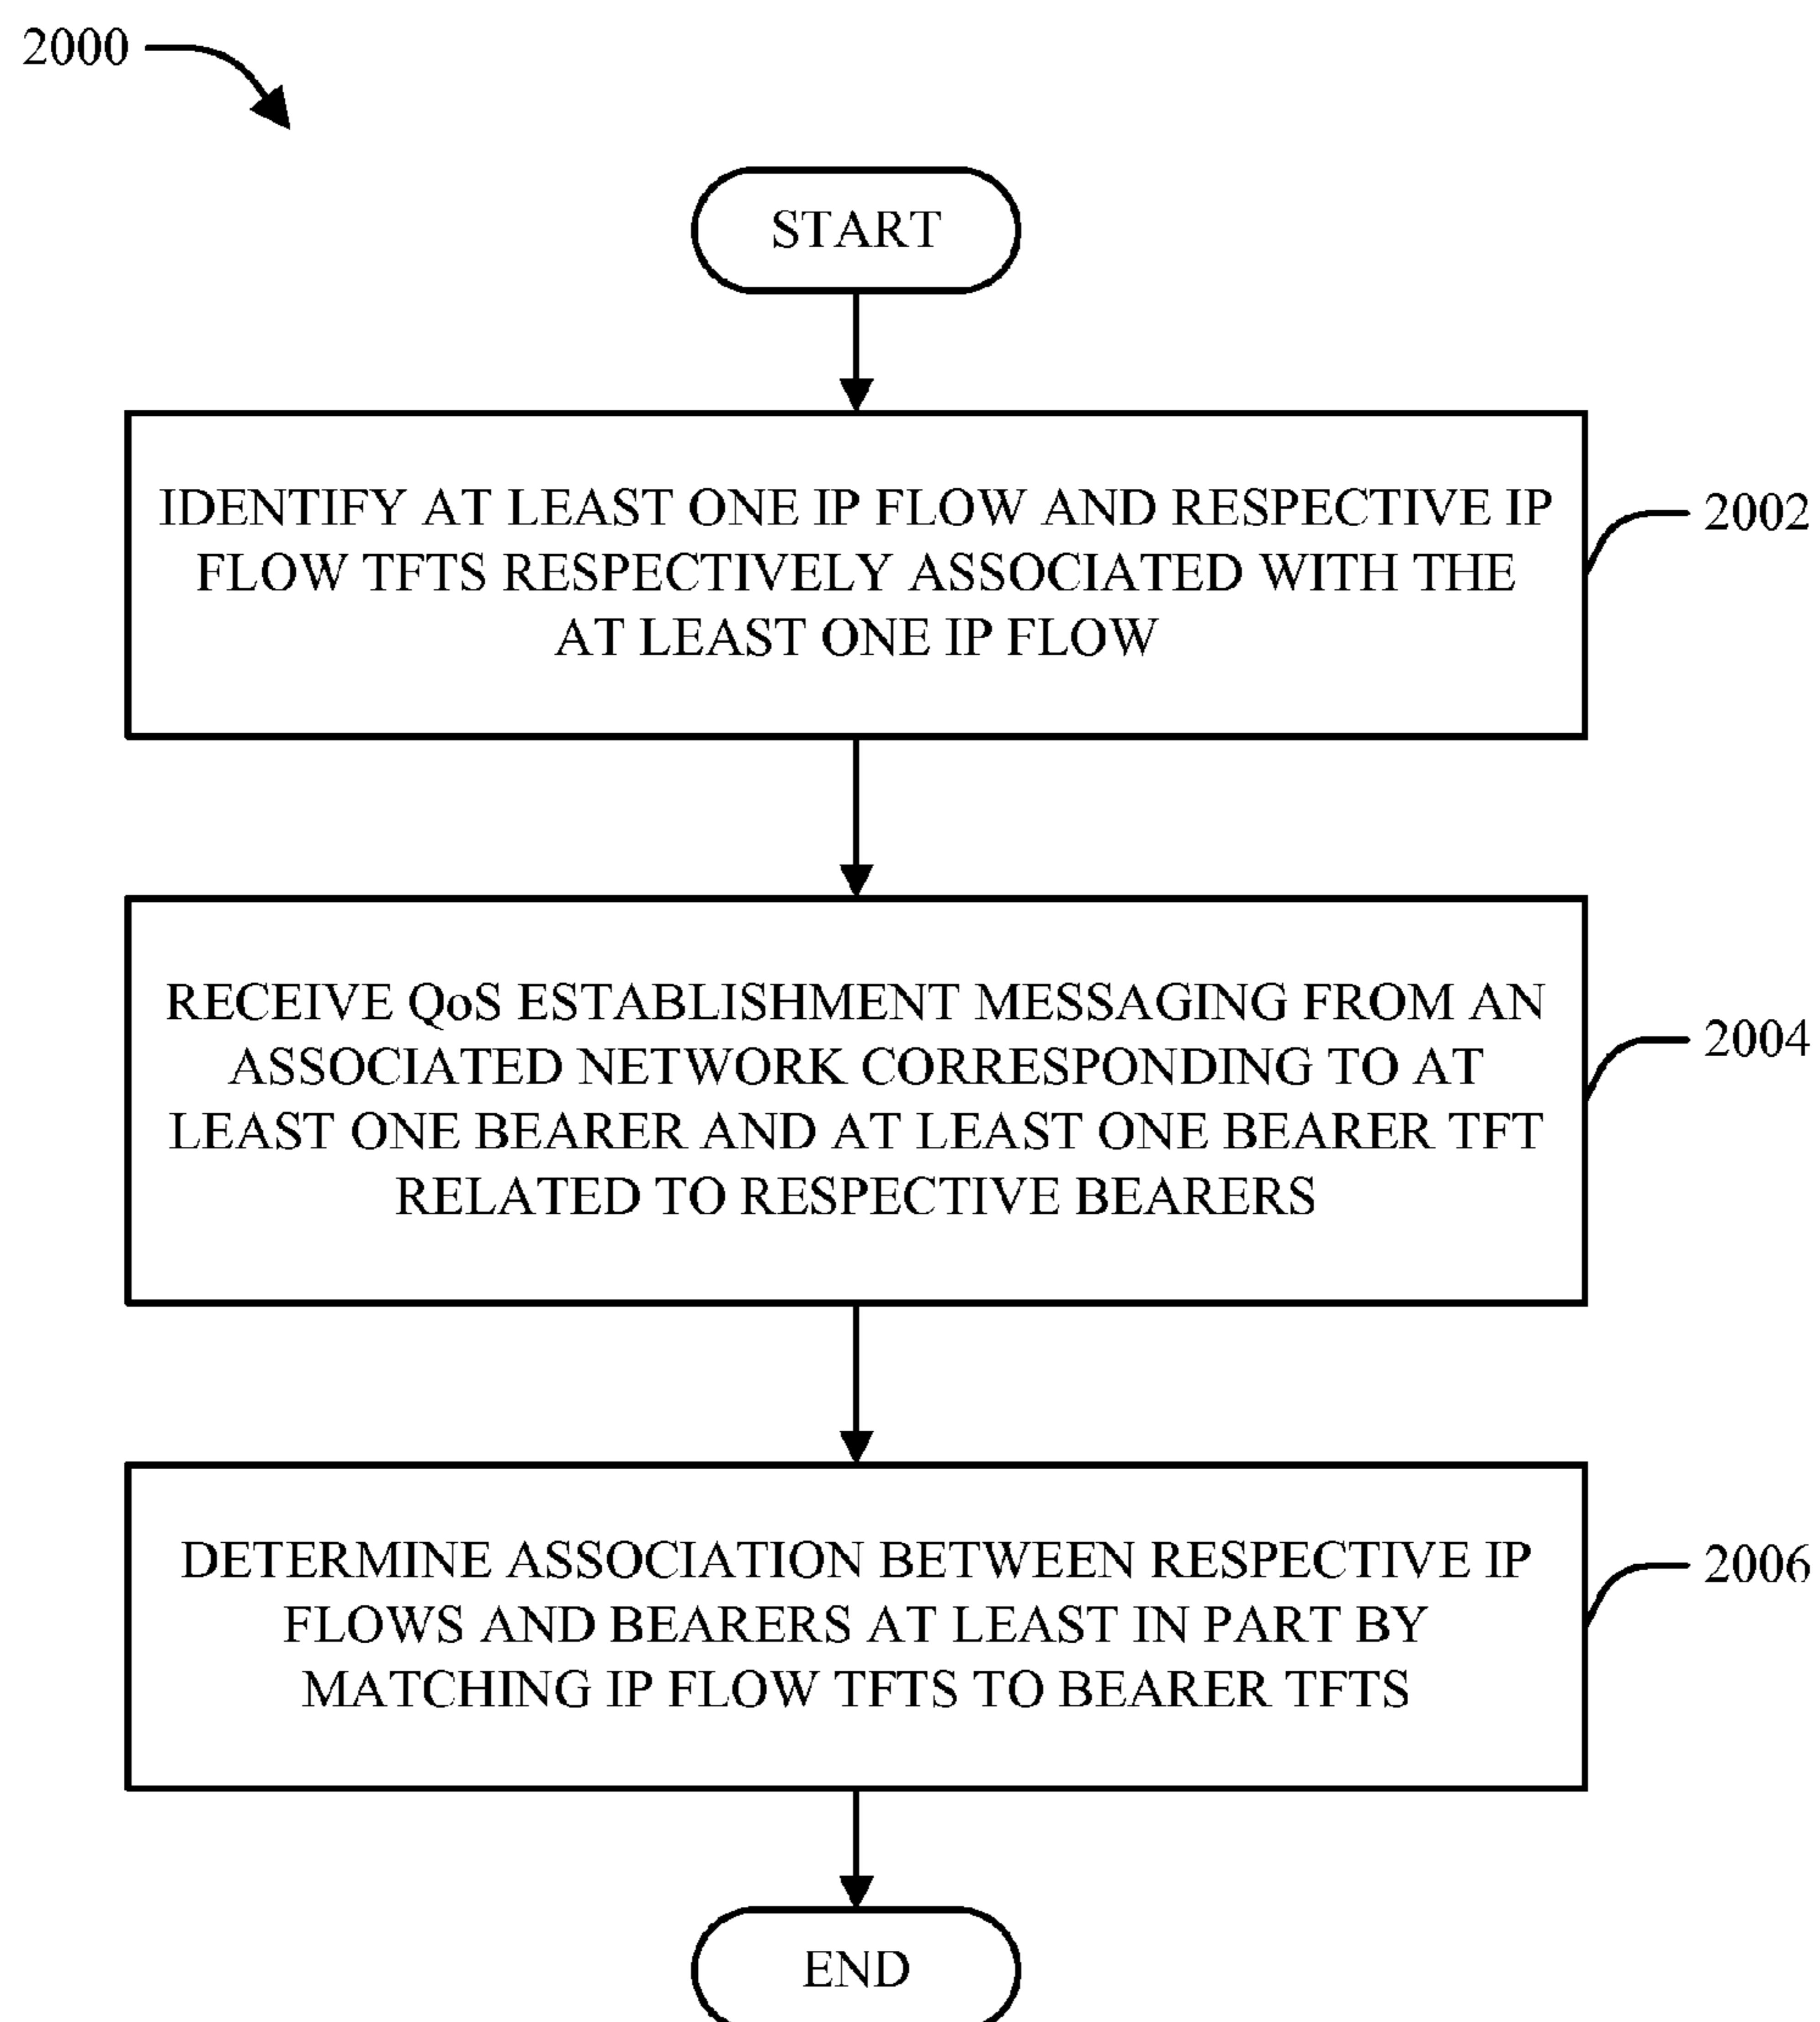 2000
START
IDENTIFY AT LEAST ONE IP FLOW AND RESPECTIVE IP
FLOW TFTS RESPECTIVELY ASSOCIATED WITH THE
AT LEAST ONE IP FLOW
2002
RECEIVE QoS ESTABLISHMENT MESSAGING FROM AN
ASSOCIATED NETWORK CORRESPONDING TO AT
LEAST ONE BEARER AND AT LEAST ONE BEARER TFT
RELATED TO RESPECTIVE BEARERS
2004
DETERMINE ASSOCIATION BETWEEN RESPECTIVE IP
FLOWS AND BEARERS AT LEAST IN PART BY
MATCHING IP FLOW TFTS TO BEARER TFTS
2006
END